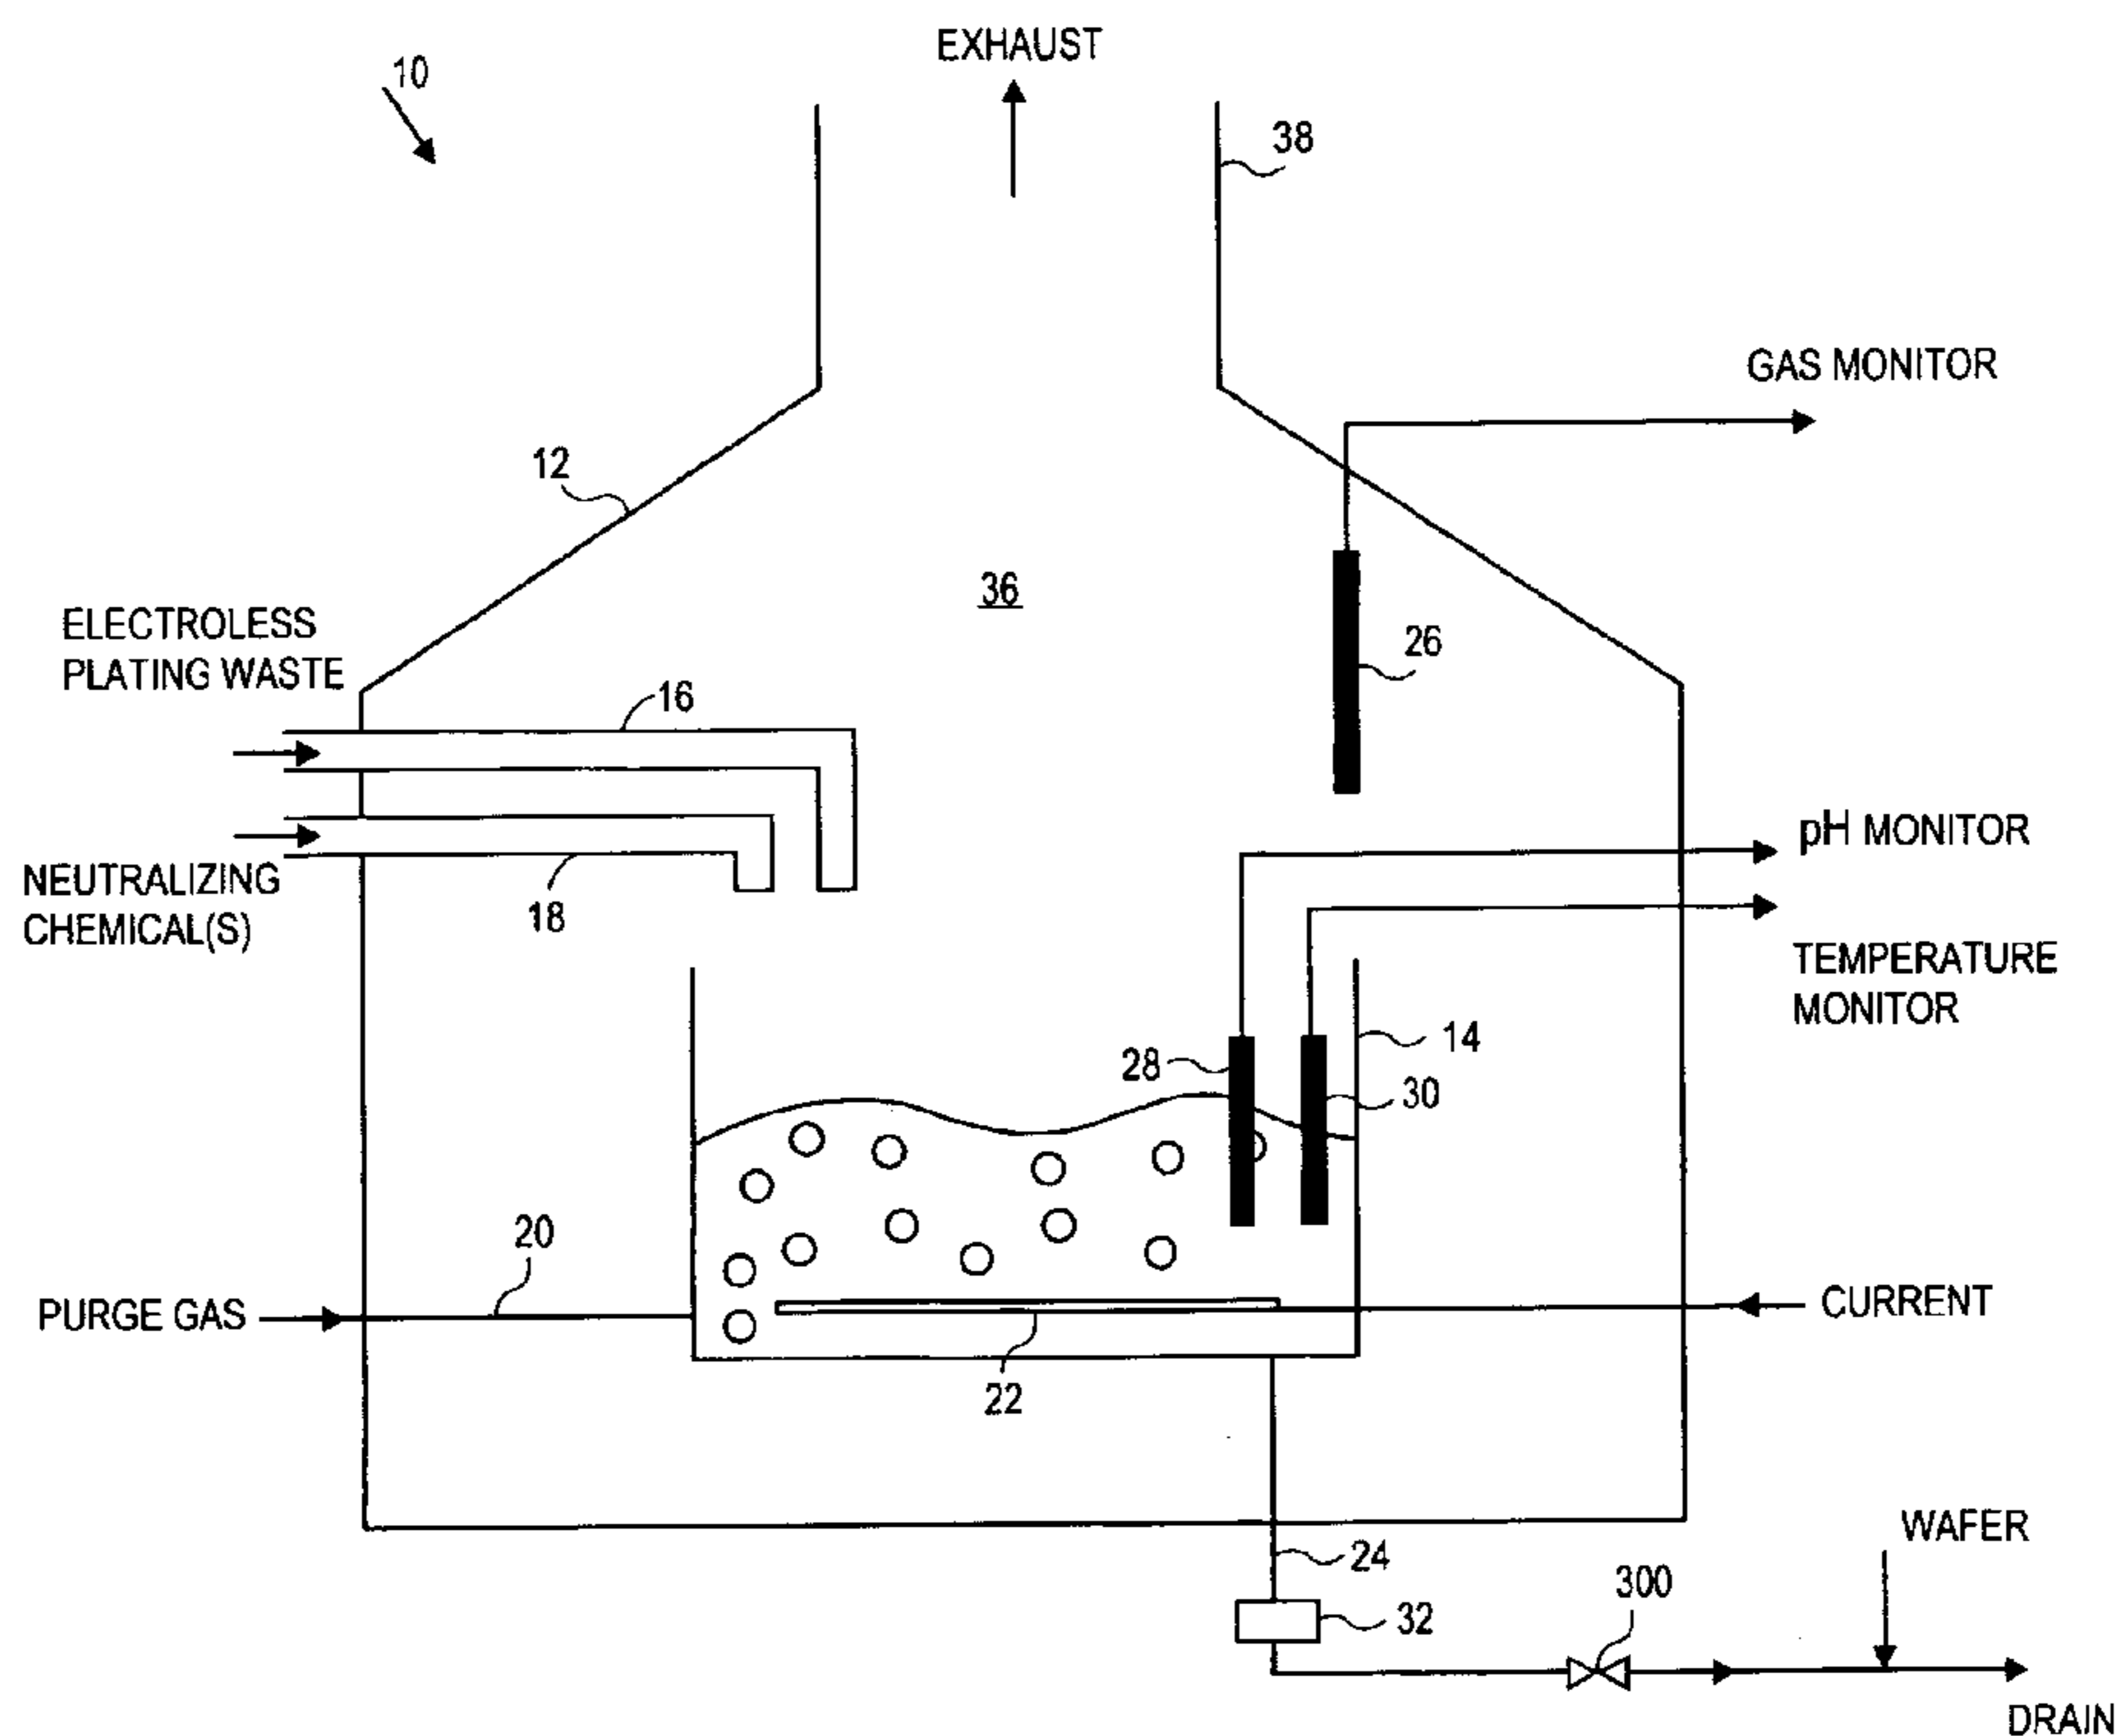 EXHAUST
10
38
GAS MONITOR
12
36
26
ELECTROLESS
PLATING WASTE
16
pH MONITOR
NEUTRALIZING
CHEMICAL(S)
18
TEMPERATURE
MONITOR
14
28
30
20
PURGE GAS
CURRENT
22
WAFER
24
300
32
DRAIN